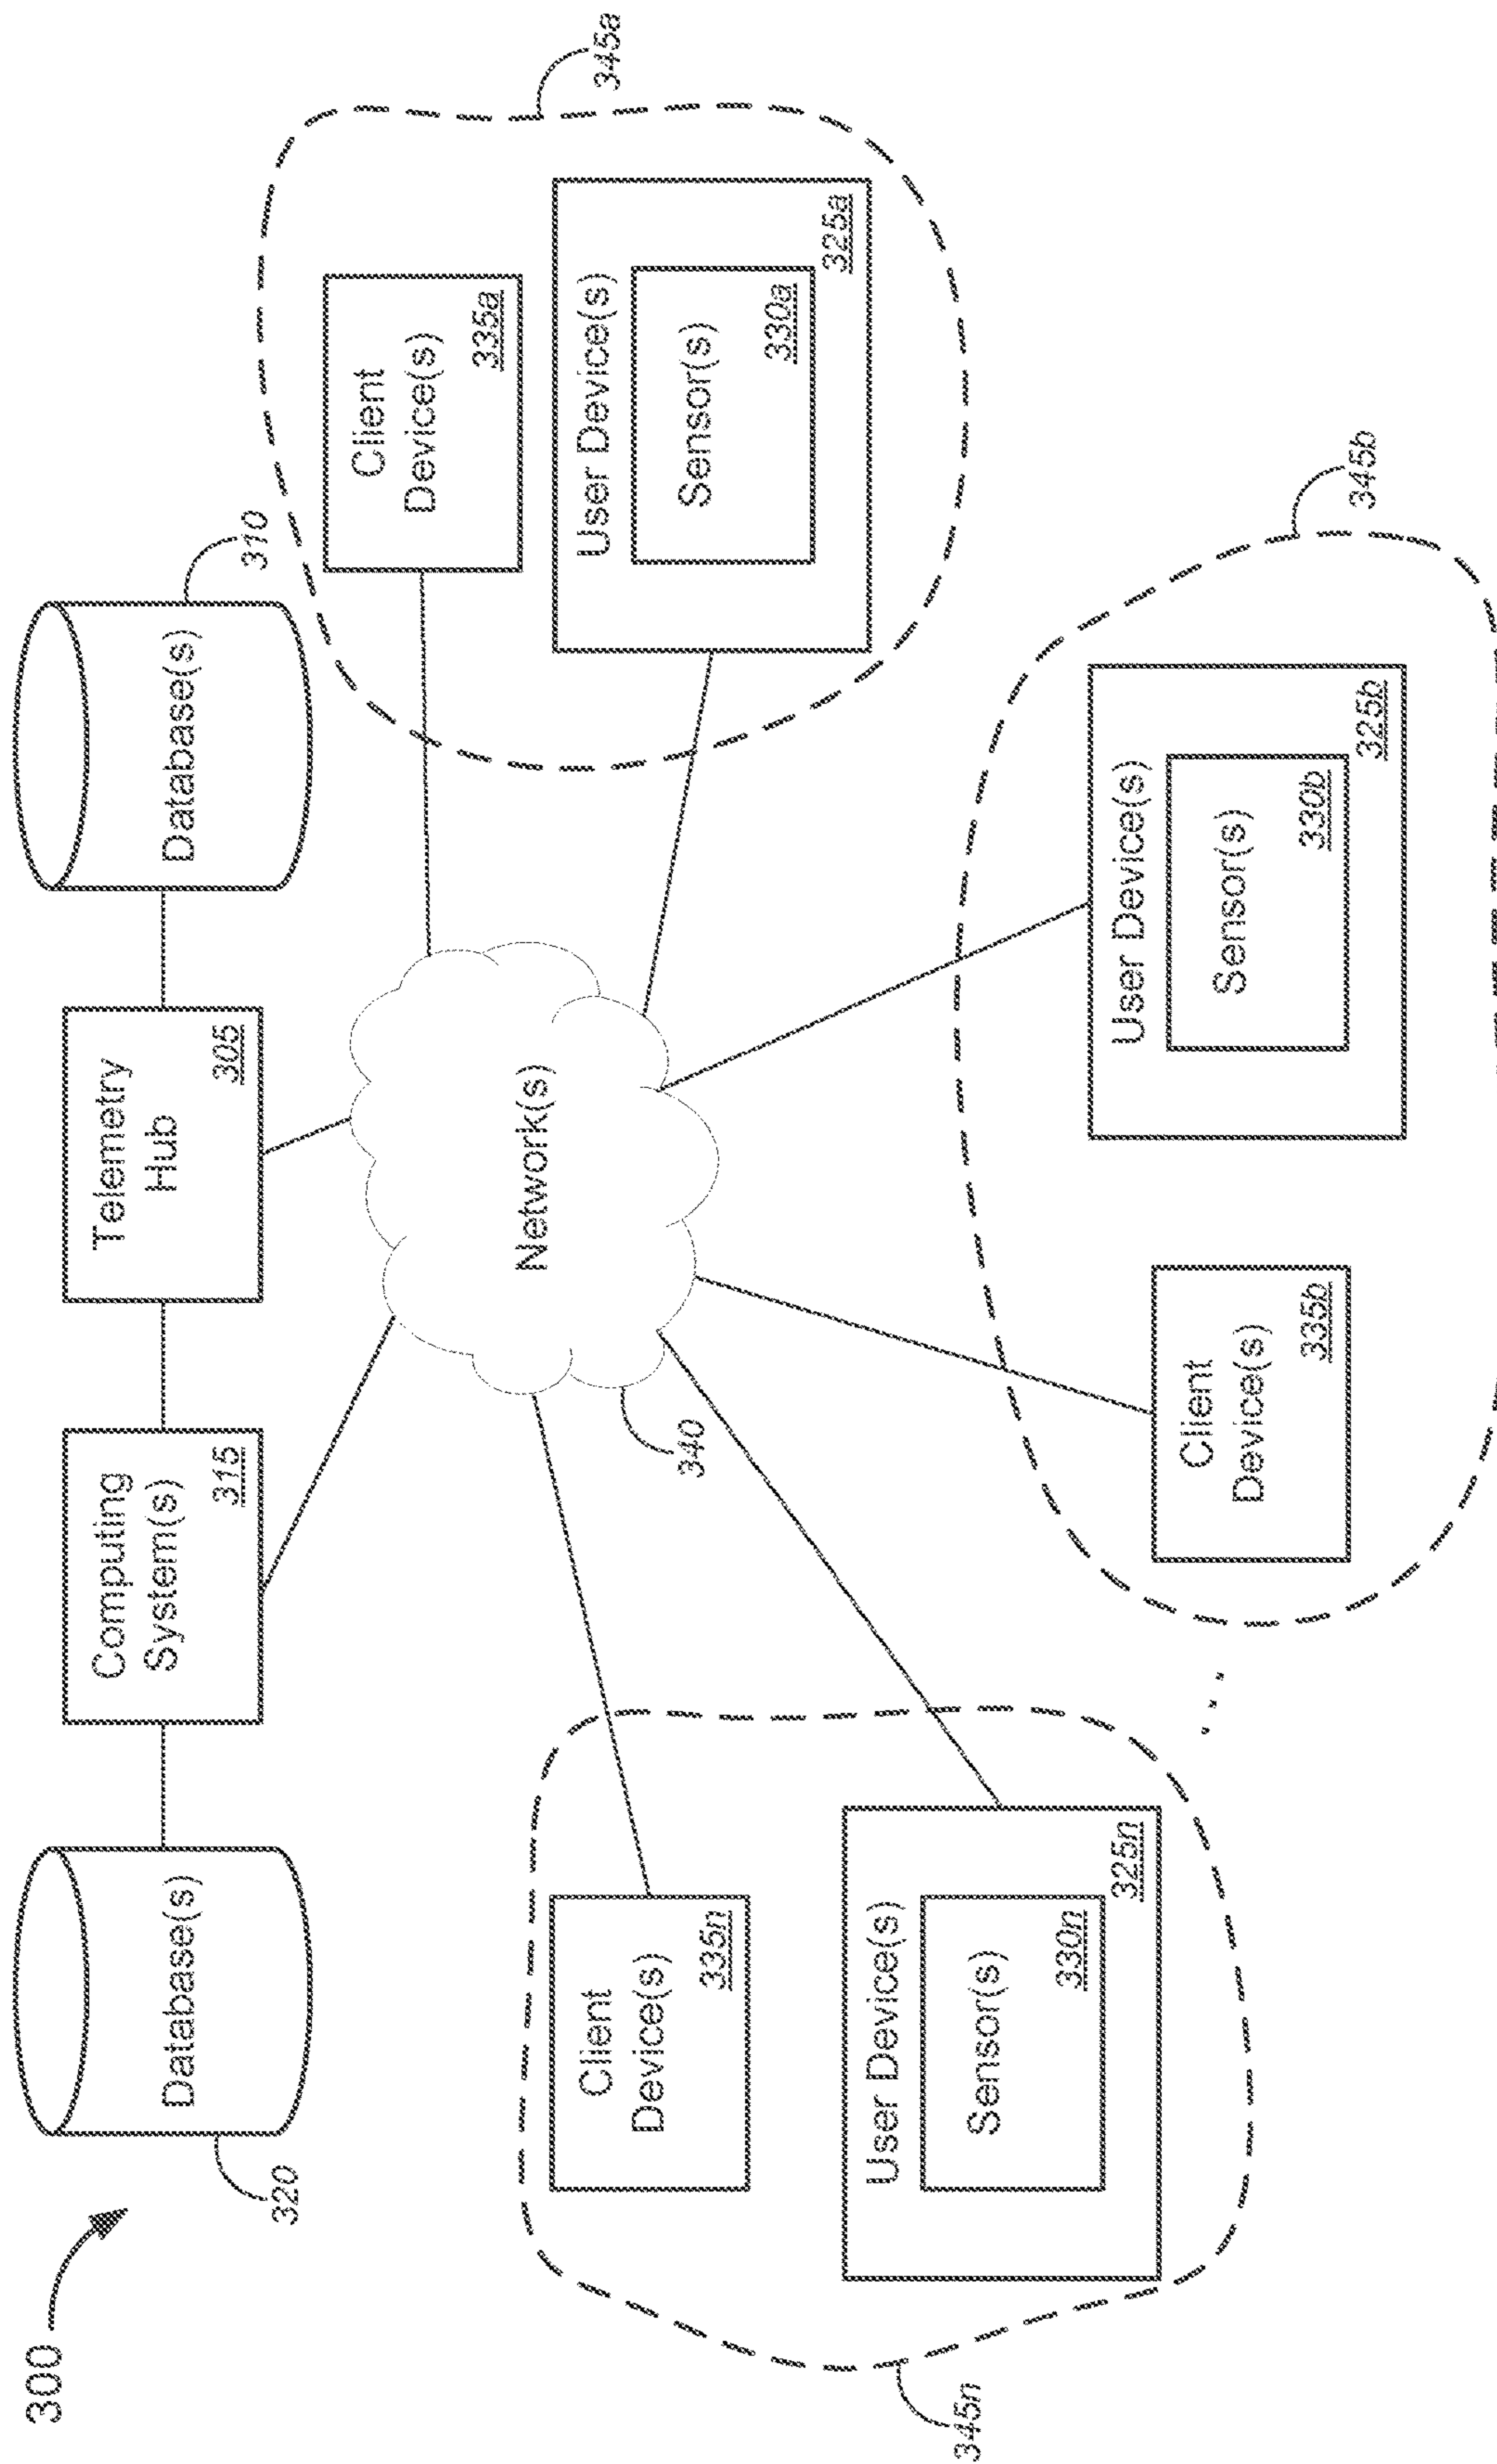 300
Database(s)
320
Computing
System(s)
315
Telemetry
Hub
305
Database(s)
310
Network(s)
340
Client
Device(s)
335n
User Device(s)
Sensor(s)
330n
325n
345n
. . .
Client
Device(s)
335b
User Device(s)
Sensor(s)
330b
325b
345b
Client
Device(s)
335a
User Device(s)
Sensor(s)
330a
325a
345a